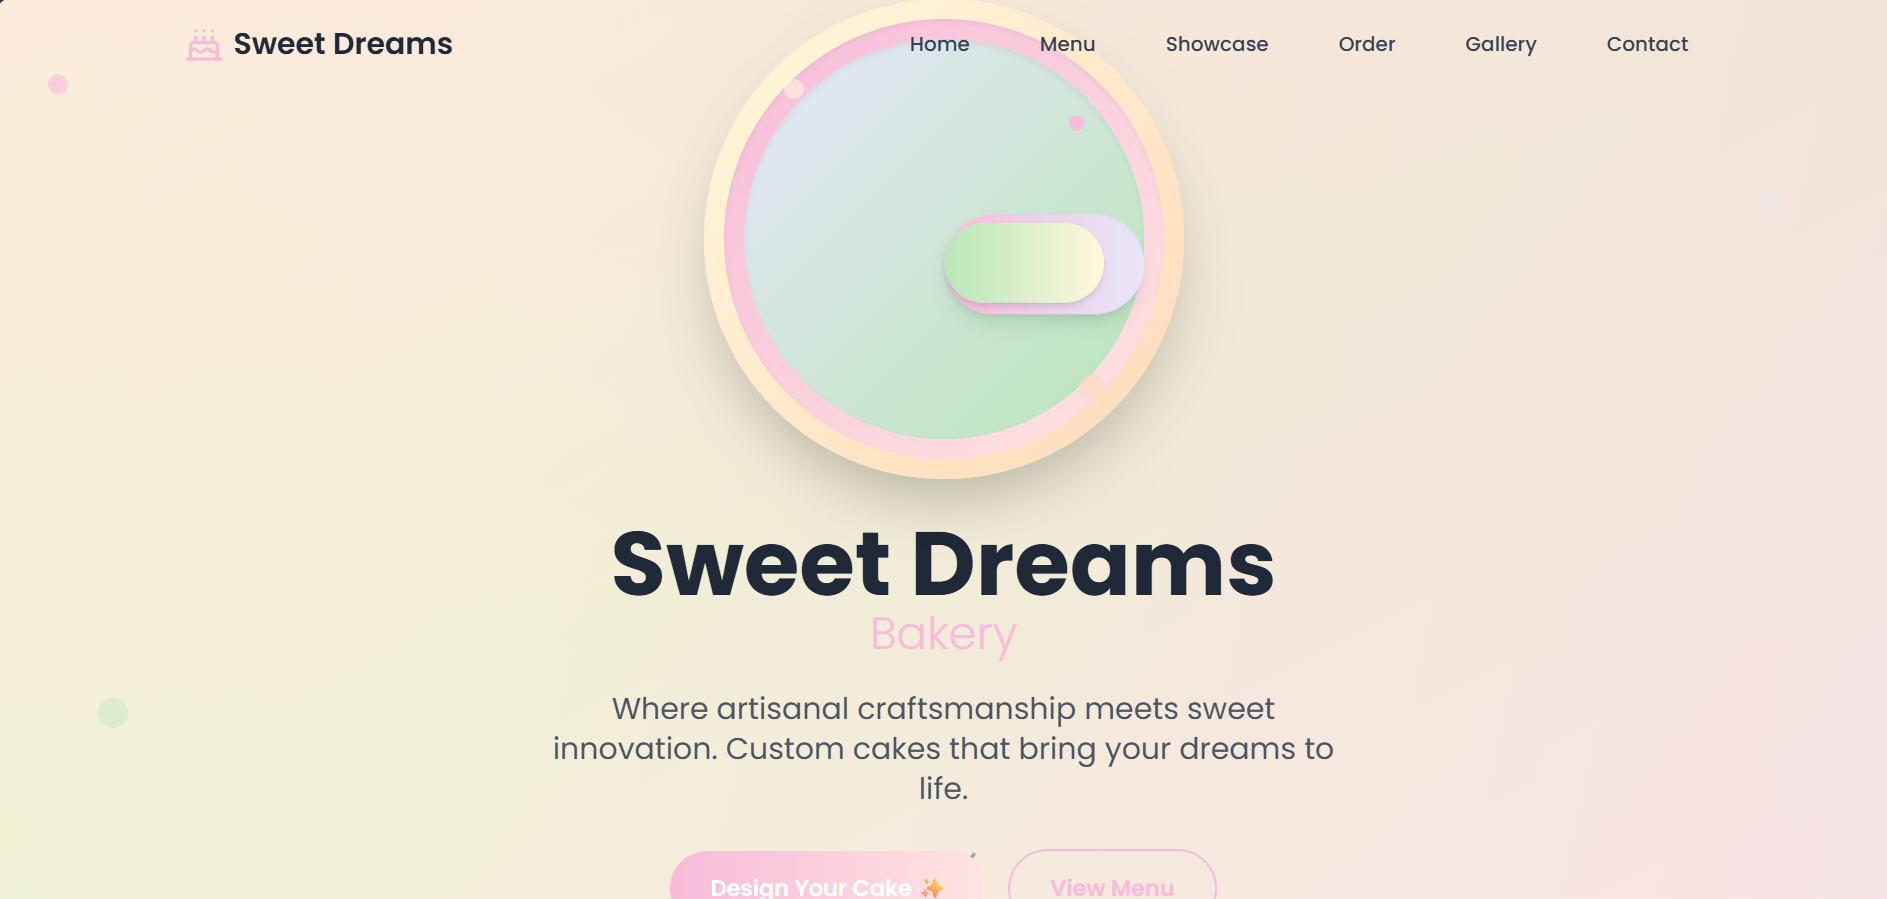 Sweet Dreams
Home Menu Showcase Order Gallery Contact
Sweet Dreams
Bakery
Where artisanal craftsmanship meets sweet
innovation. Custom cakes that bring your dreams to
life.
Design Your Cake ✨
View Menu